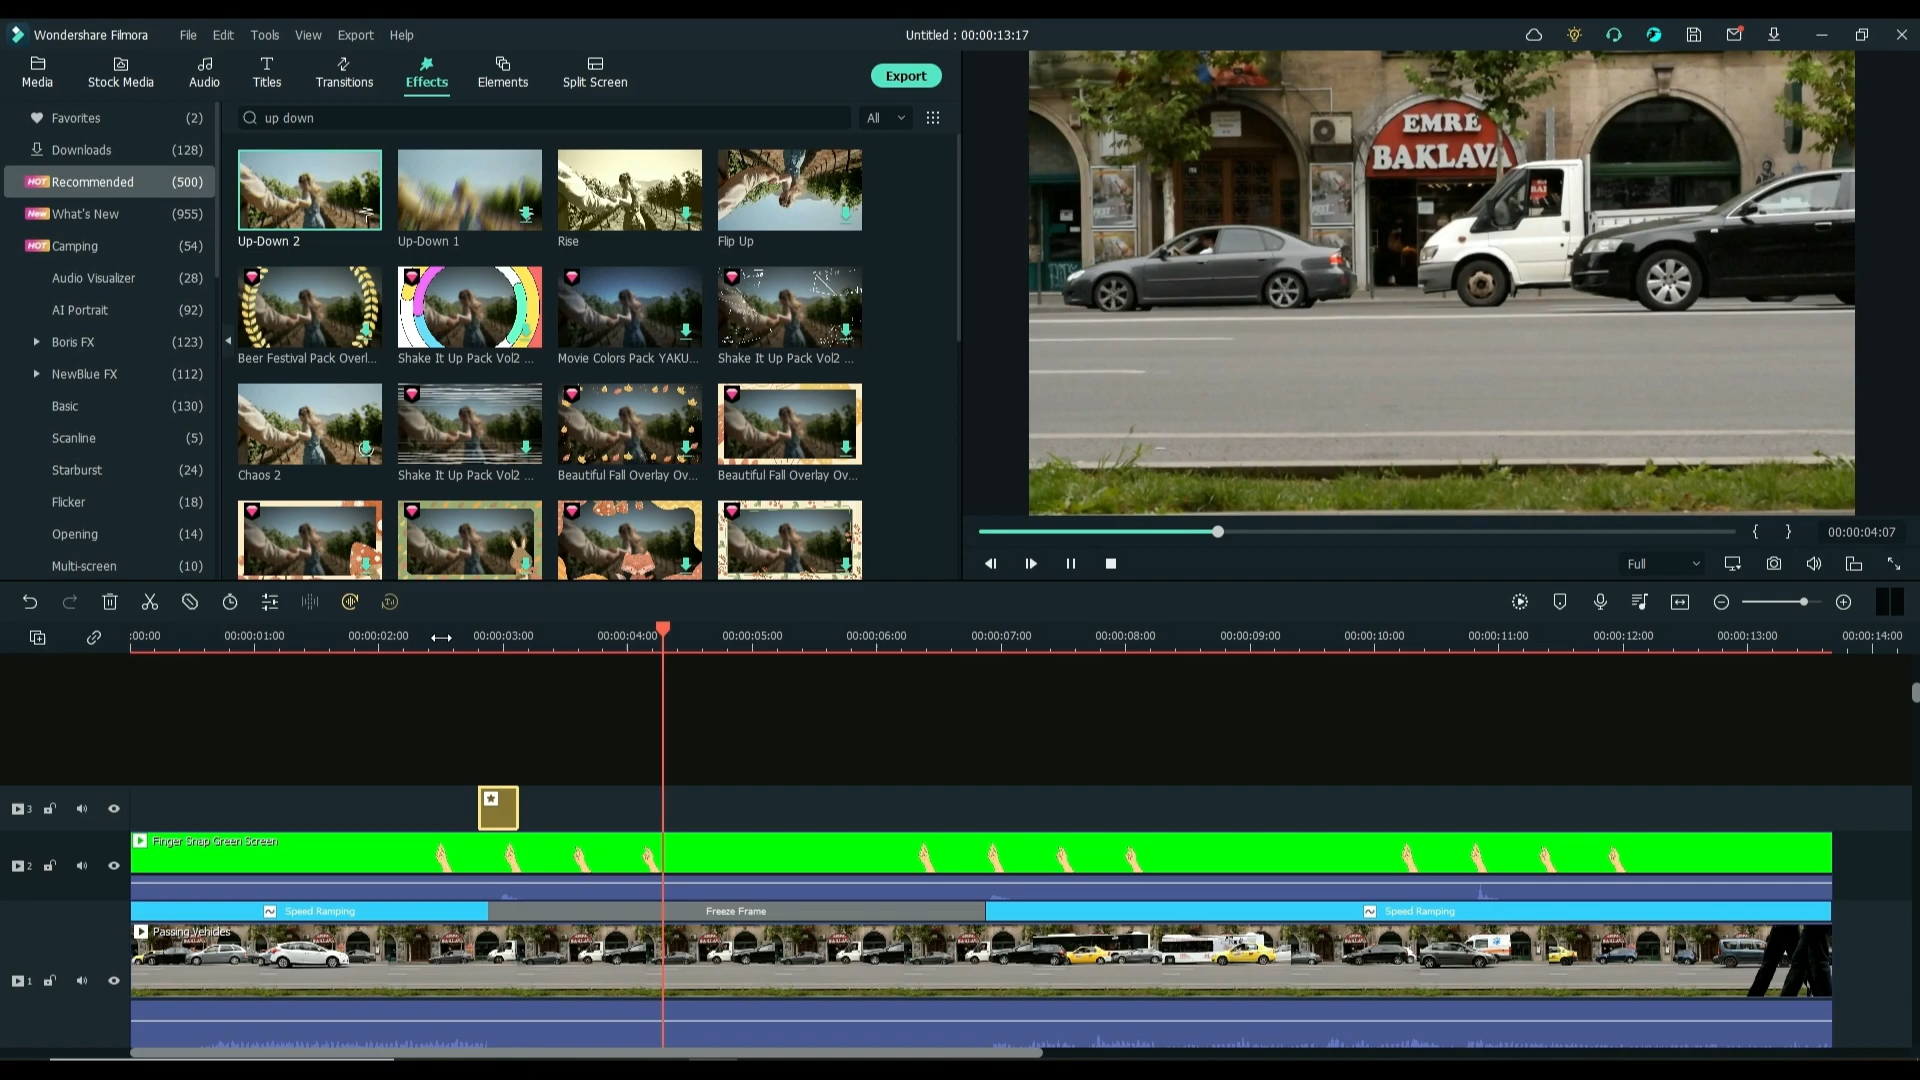 Wondershare Filmora File Edit Tools View Export Help Untitled : 00:00:13:17
Media Stock Media Audio Titles Transitions Effects Elements Split Screen Export
Favorites (2)
Downloads (128)
HOT Recommended (500)
New What's New (955)
HOT Camping (54)
Audio Visualizer (28)
AI Portrait (92)
Boris FX (123)
NewBlue FX (112)
Basic (130)
Scanline (5)
Starburst (24)
Flicker (18)
Opening (14)
Multi-screen (10)
up down All
Up-Down 2 Up-Down 1 Rise Flip Up
Beer Festival Pack Overl... Shake It Up Pack Vol2 ... Movie Colors Pack YAKU... Shake It Up Pack Vol2 ...
Chaos 2 Shake It Up Pack Vol2 ... Beautiful Fall Overlay Ov... Beautiful Fall Overlay Ov...
EMRE
BAKLAVA
BAI
{ } 00:00:04:07
Full
:00:00 00:00:01:00 00:00:02:00 00:00:03:00 00:00:04:00 00:00:05:00 00:00:06:00 00:00:07:00 00:00:08:00 00:00:09:00 00:00:10:00 00:00:11:00 00:00:12:00 00:00:13:00 00:00:14:00
3
2 Finger Snap Green Screen
Speed Ramping Freeze Frame Speed Ramping
Passing Vehicles
1